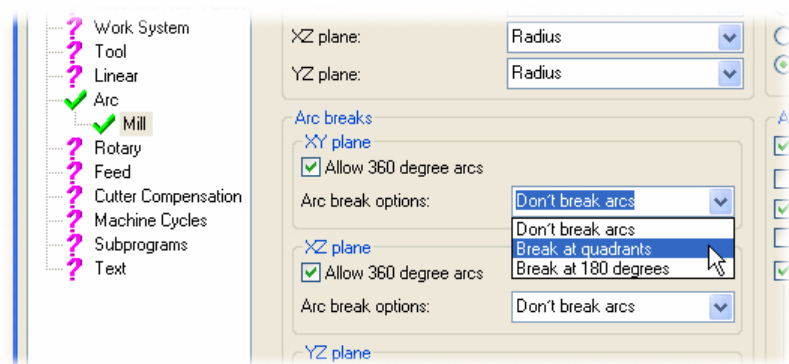 Work System
Tool
Linear
Arc
Mill
Rotary
Feed
Cutter Compensation
Machine Cycles
Subprograms
Text
XZ plane: Radius
YZ plane: Radius
Arc breaks
XY plane
Allow 360 degree arcs
Arc break options: Don't break arcs
Don't break arcs
Break at quadrants
Break at 180 degrees
XZ plane
Allow 360 degree arcs
Arc break options: Don't break arcs
YZ plane